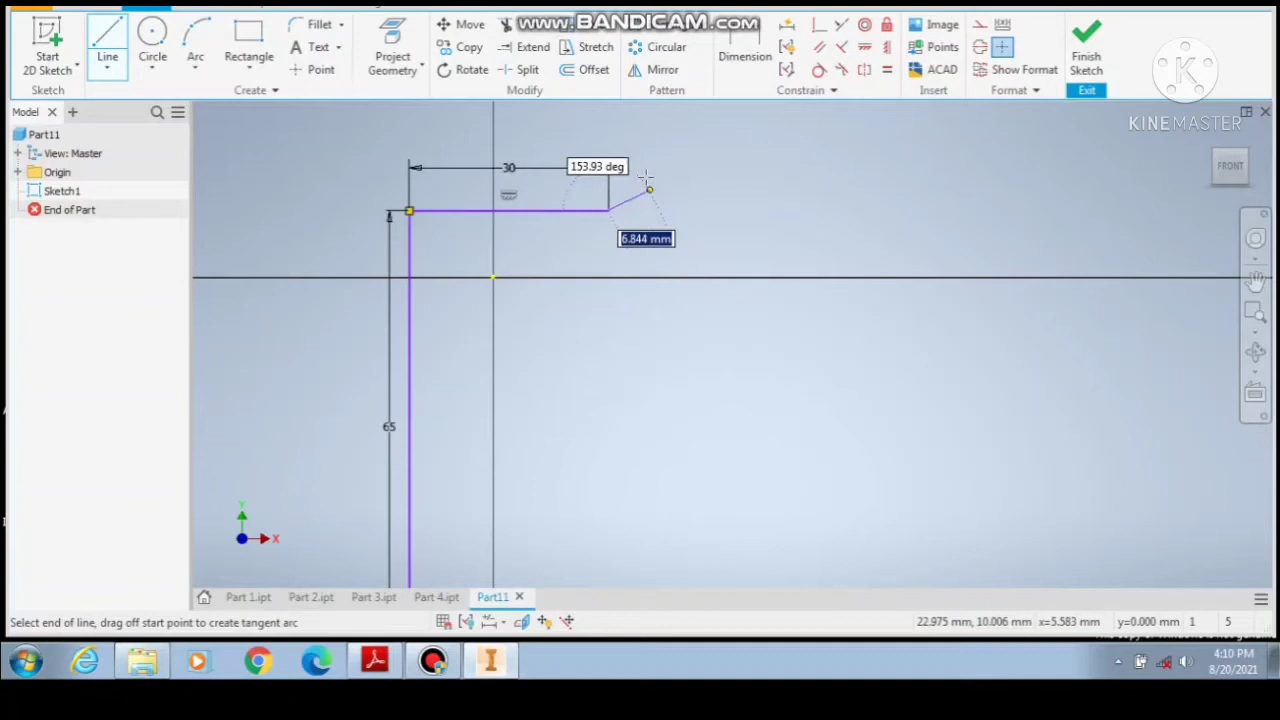 www.BANDICAM.com
Fillet
Move
Image
Text
Extend
Stretch
Circular
Points
Start
2D Sketch
Line
Circle
Arc
Rectangle
Project
Geometry
Copy
Dimension
Finish
Sketch
Point
Rotate
Split
Offset
Mirror
ACAD
Show Format
Sketch
Create
Modify
Pattern
Constrain
Insert
Format
Exit
K
KINEMASTER
Model
Part11
View: Master
Origin
Sketch1
End of Part
30
153.93 deg
6.844 mm
FRONT
65
Y
X
Part 1.ipt
Part 2.ipt
Part 3.ipt
Part 4.ipt
Part11
Select end of line, drag off start point to create tangent arc
22.975 mm, 10.006 mm
x=5.583 mm
y=0.000 mm
1
5
4:10 PM
8/20/2021